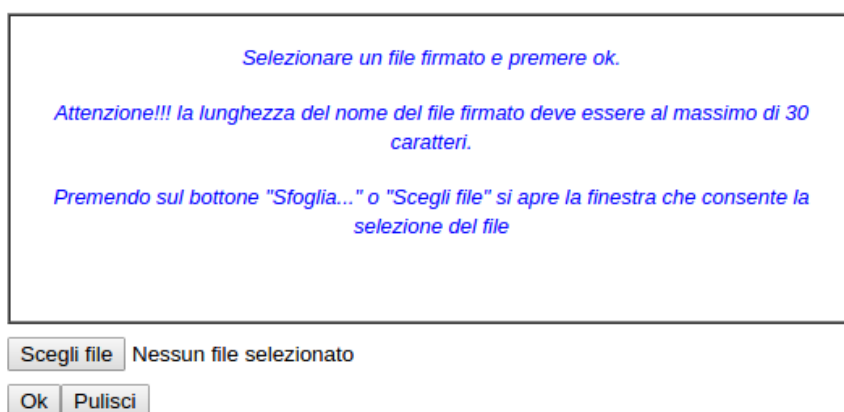 Selezionare un file firmato e premere ok.
Attenzione!!! la lunghezza del nome del file firmato deve essere al massimo di 30
caratteri.
Premendo sul bottone "Sfoglia..." o "Scegli file" si apre la finestra che consente la
selezione del file
Scegli file Nessun file selezionato
Ok Pulisci